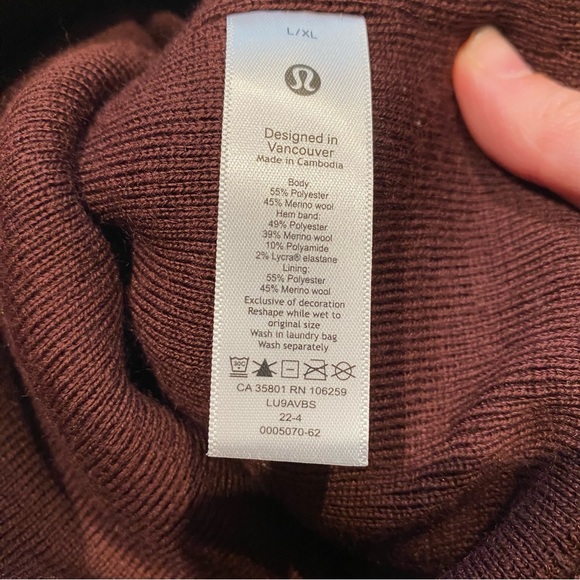 L/XL
Designed in
Vancouver
Made in Cambodia
Body:
55% Polyester
45% Merino wool
Hem band:
49% Polyester
39% Merino wool
10% Polyamide
2% Lycra® elastane
Lining:
55% Polyester
45% Merino wool
Exclusive of decoration
Reshape while wet to
original size
Wash in laundry bag
Wash separately
CA 35801 RN 106259
LU9AVBS
22-4
0005070-62